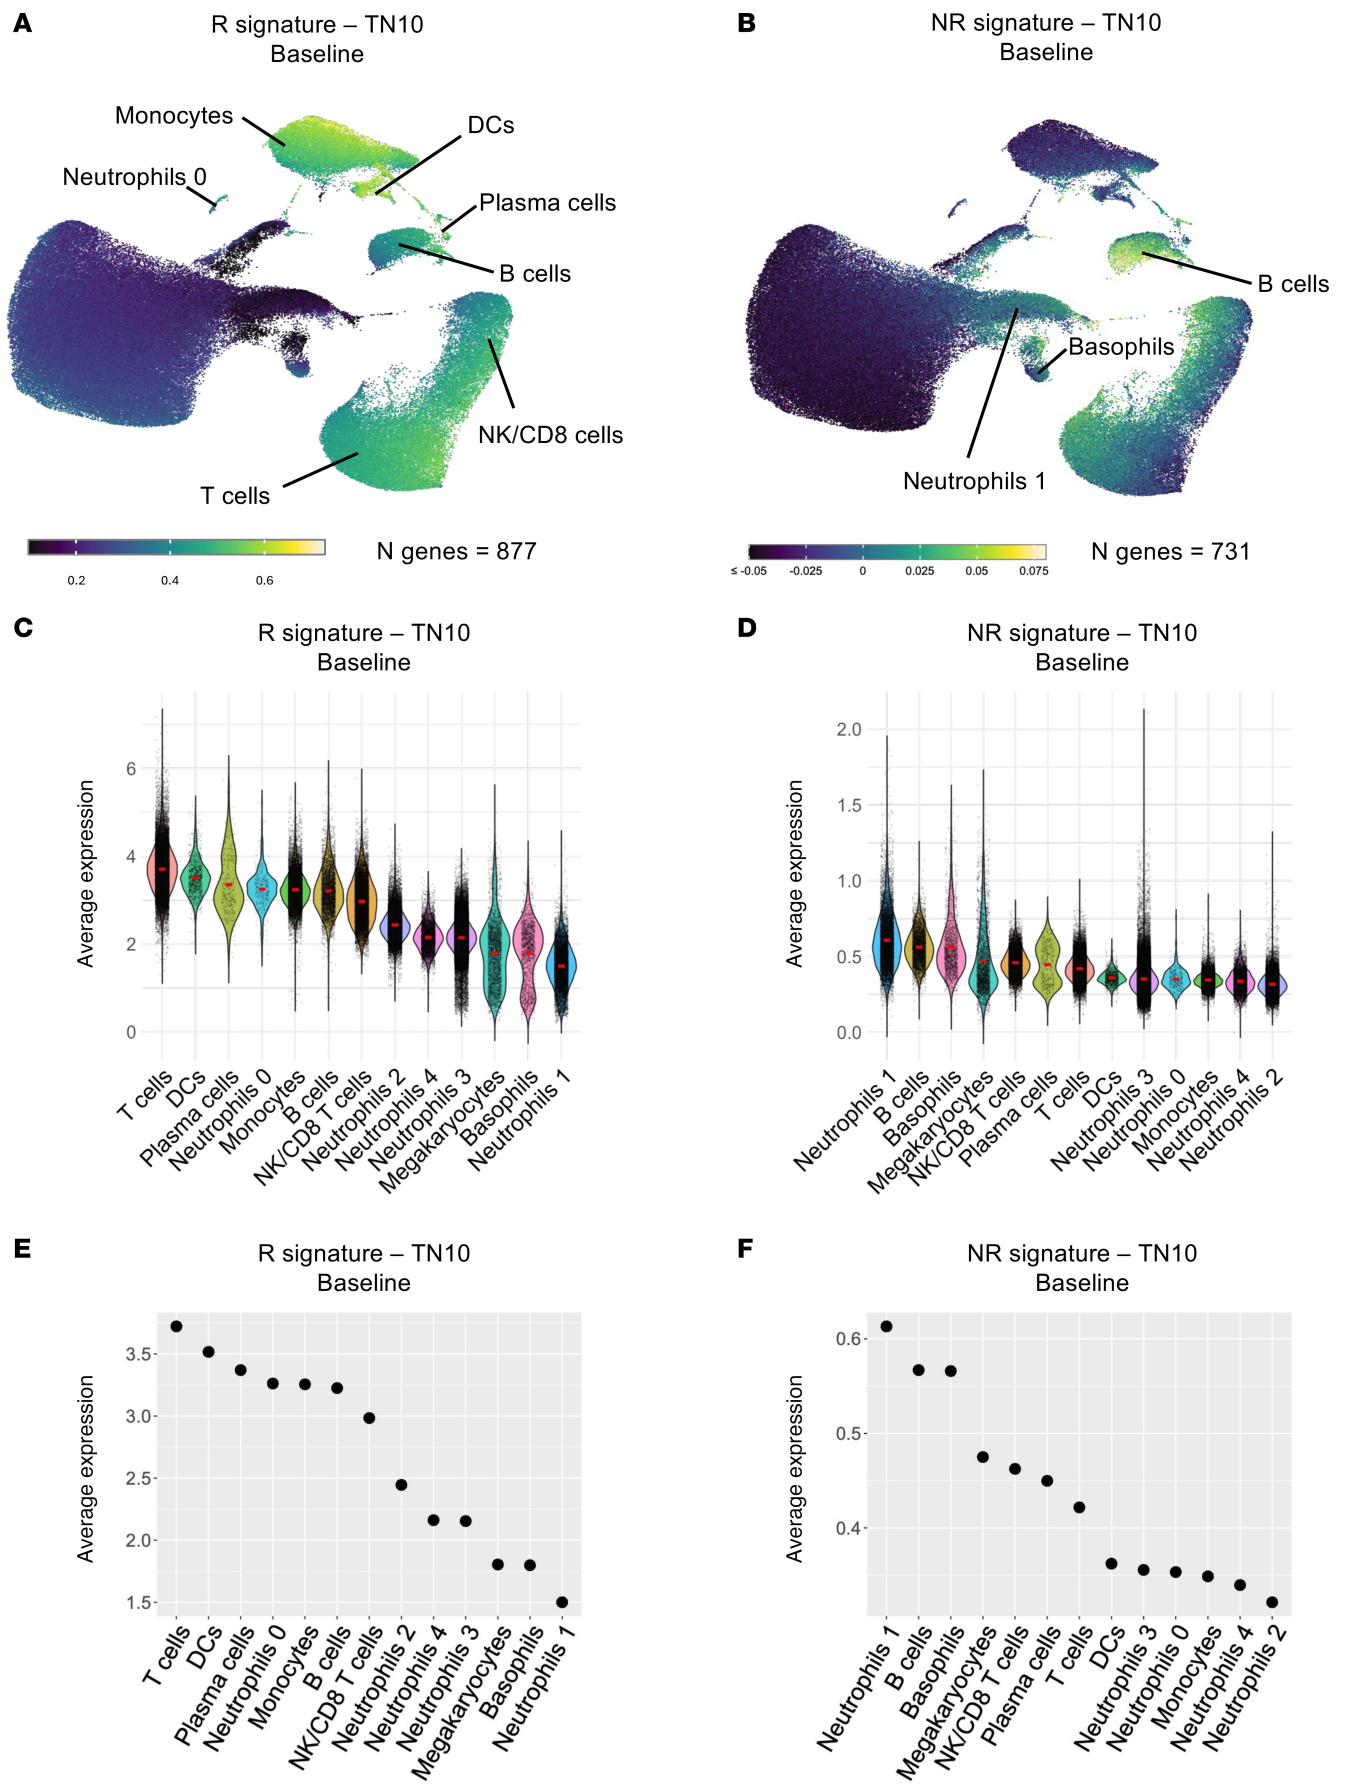 A
R signature – TN10
Baseline
Monocytes
DCs
Neutrophils 0
Plasma cells
B cells
NK/CD8 cells
T cells
0.2
0.4
0.6
N genes = 877
B
NR signature – TN10
Baseline
B cells
Basophils
Neutrophils 1
≤ -0.05
-0.025
0
0.025
0.05
0.075
N genes = 731
C
R signature – TN10
Baseline
Average expression
6
4
2
0
T cells
DCs
Plasma cells
Neutrophils 0
Monocytes
B cells
NK/CD8 T cells
Neutrophils 2
Neutrophils 4
Neutrophils 3
Megakaryocytes
Basophils
Neutrophils 1
D
NR signature – TN10
Baseline
Average expression
2.0
1.5
1.0
0.5
0.0
Neutrophils 1
B cells
Basophils
Megakaryocytes
NK/CD8 T cells
Plasma cells
T cells
DCs
Neutrophils 3
Neutrophils 0
Monocytes
Neutrophils 4
Neutrophils 2
E
R signature – TN10
Baseline
Average expression
3.5
3.0
2.5
2.0
1.5
T cells
DCs
Plasma cells
Neutrophils 0
Monocytes
B cells
NK/CD8 T cells
Neutrophils 2
Neutrophils 4
Neutrophils 3
Megakaryocytes
Basophils
Neutrophils 1
F
NR signature – TN10
Baseline
Average expression
0.6
0.5
0.4
Neutrophils 1
B cells
Basophils
Megakaryocytes
NK/CD8 T cells
Plasma cells
T cells
DCs
Neutrophils 3
Neutrophils 0
Monocytes
Neutrophils 4
Neutrophils 2